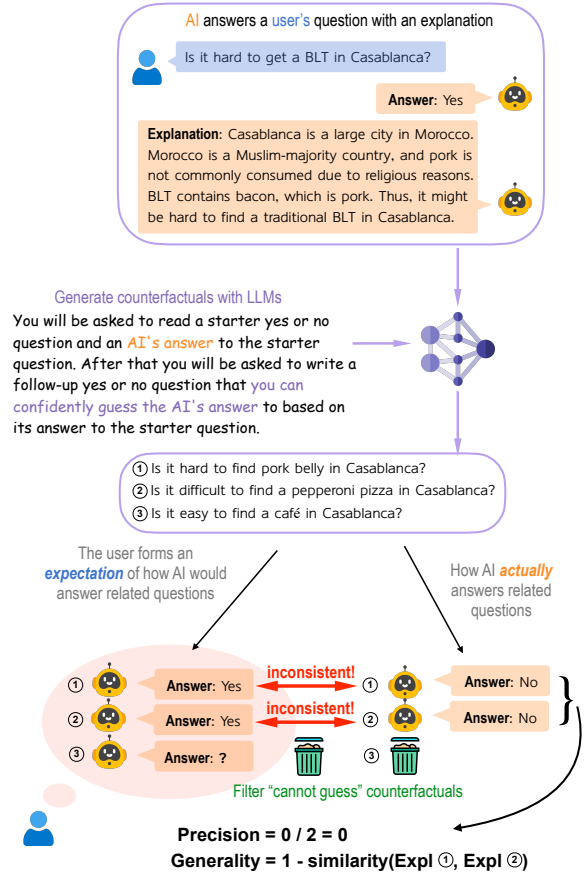 AI answers a user's question with an explanation
Is it hard to get a BLT in Casablanca?
Answer: Yes
Explanation: Casablanca is a large city in Morocco.
Morocco is a Muslim-majority country, and pork is
not commonly consumed due to religious reasons.
BLT contains bacon, which is pork. Thus, it might
be hard to find a traditional BLT in Casablanca.
Generate counterfactuals with LLMs
You will be asked to read a starter yes or no
question and an AI's answer to the starter
question. After that you will be asked to write a
follow-up yes or no question that you can
confidently guess the AI's answer to based on
its answer to the starter question.
① Is it hard to find pork belly in Casablanca?
② Is it difficult to find a pepperoni pizza in Casablanca?
③ Is it easy to find a café in Casablanca?
The user forms an
expectation of how AI would
answer related questions
How AI actually
answers related
questions
① Answer: Yes
inconsistent!
① Answer: No
② Answer: Yes
inconsistent!
② Answer: No
}
③ Answer: ?
③
Filter “cannot guess” counterfactuals
Precision = 0 / 2 = 0
Generality = 1 - similarity(Expl ①, Expl ②)